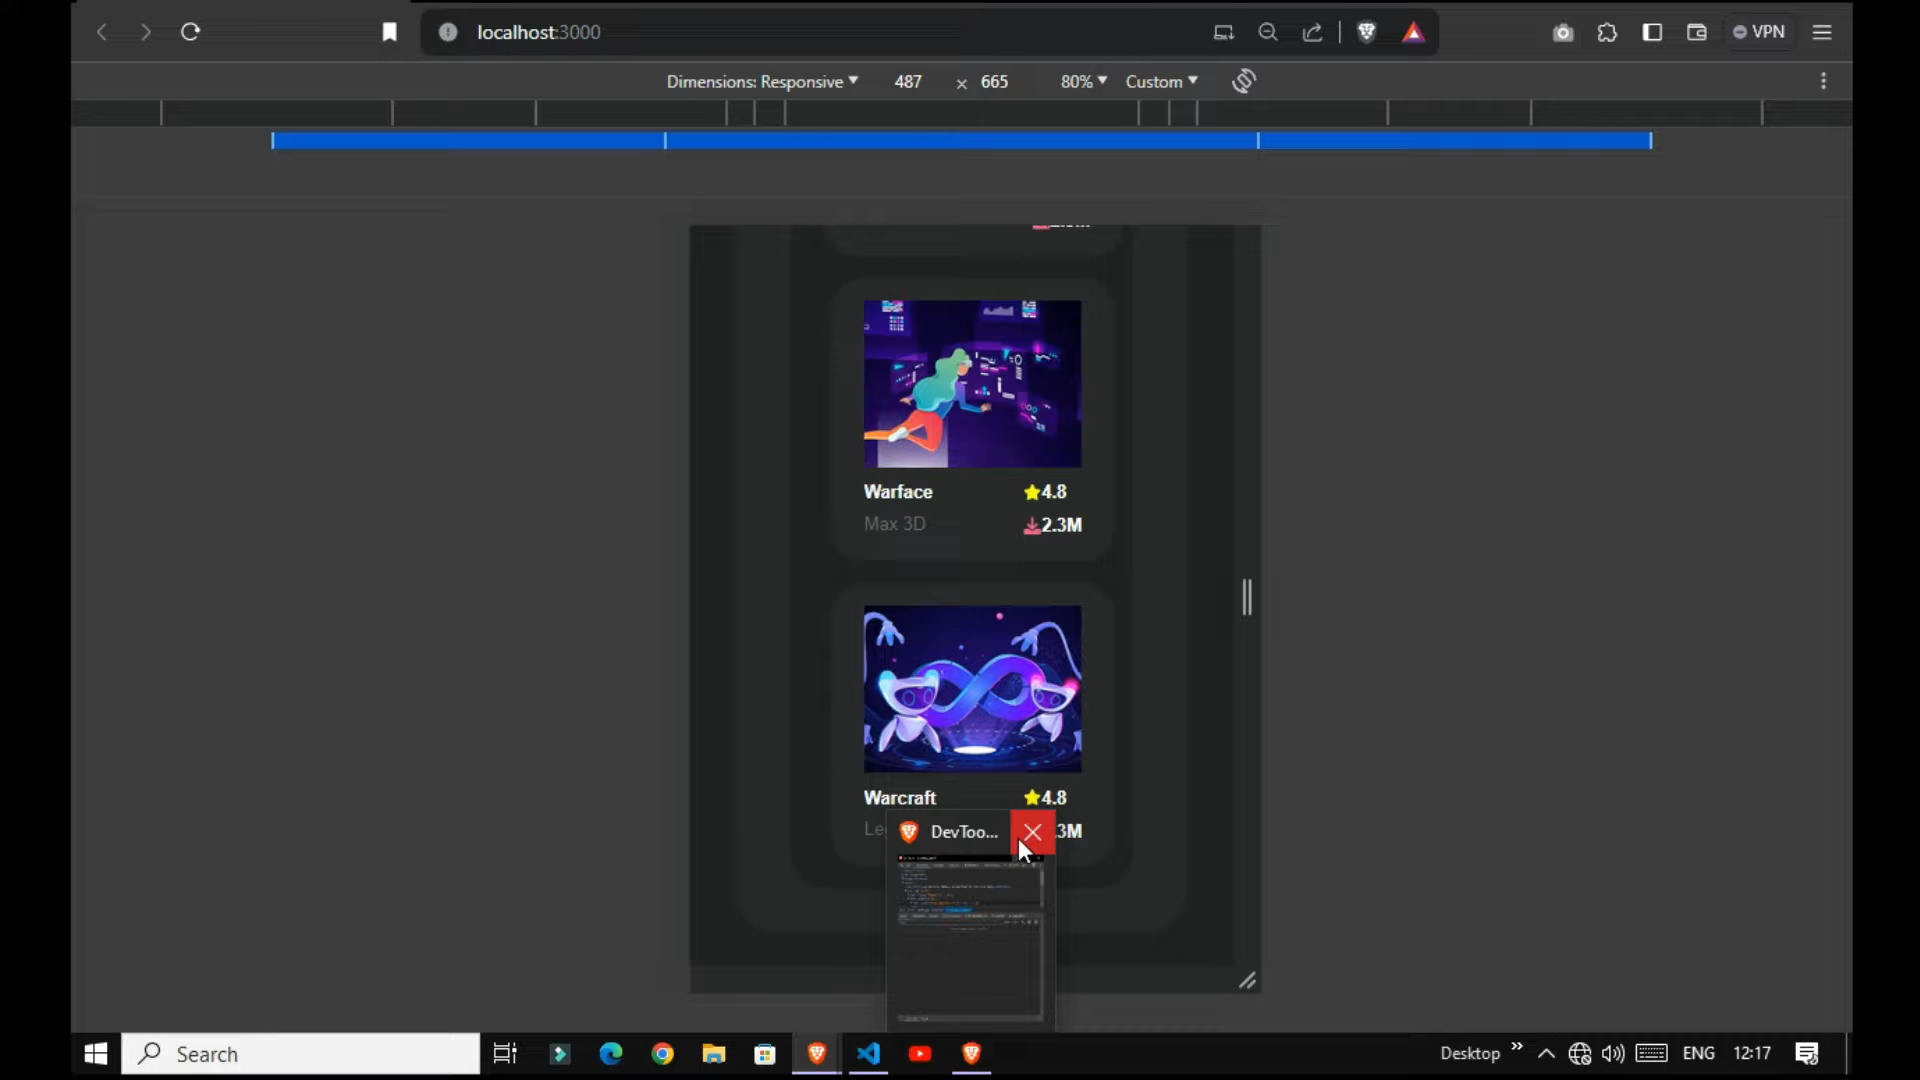 localhost:3000
VPN
Dimensions: Responsive 487 × 665 80% Custom
Warface 4.8
Max 3D 2.3M
Warcraft 4.8
Le .3M
DevToo...
Search
Desktop ENG 12:17